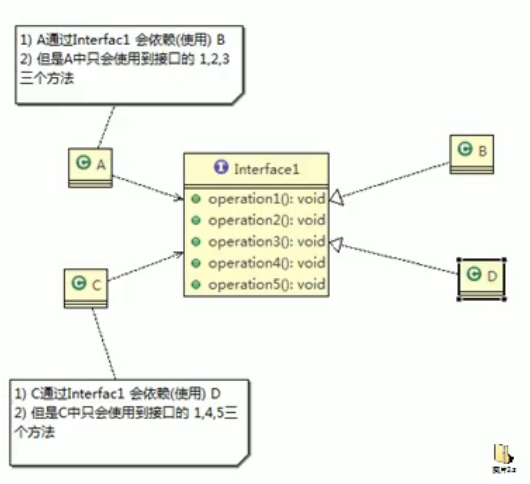 1) A通过Interfac1 会依赖(使用) B
2) 但是A中只会使用到接口的 1,2,3
三个方法
C A
I Interface1
C B
operation1(): void
operation2(): void
operation3(): void
operation4(): void
operation5(): void
C C
C D
1) C通过Interfac1 会依赖(使用) D
2) 但是C中只会使用到接口的 1,4,5三
个方法